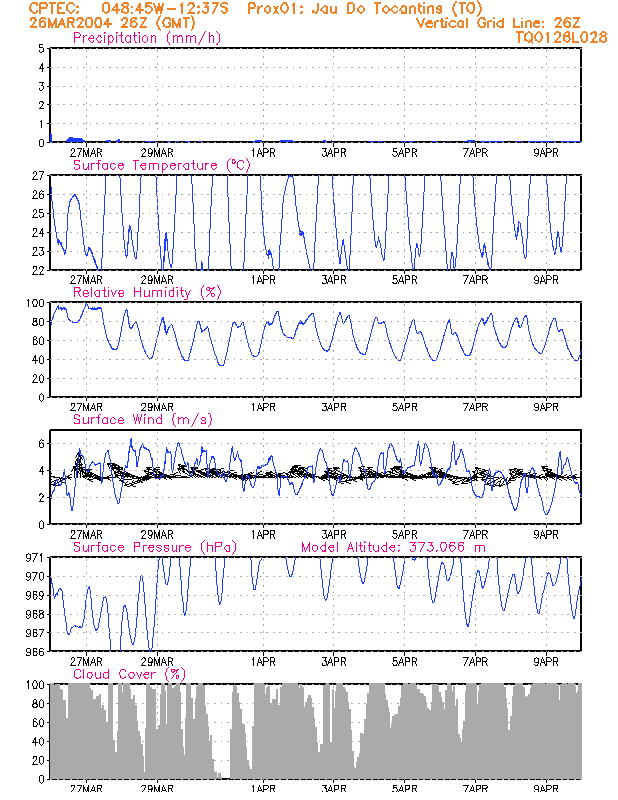 CPTEC: 048:45W-12:37S Prox01: Jau Do Tocantins (TO)
26MAR2004 26Z (GMT) Vertical Grid Line: 26Z
Precipitation (mm/h) TQ0126L028
5
4
3
2
1
0
27MAR 29MAR 1APR 3APR 5APR 7APR 9APR
Surface Temperature (ºC)
27
26
25
24
23
22
27MAR 29MAR 1APR 3APR 5APR 7APR 9APR
Relative Humidity (%)
100
80
60
40
20
0
27MAR 29MAR 1APR 3APR 5APR 7APR 9APR
Surface Wind (m/s)
6
4
2
0
27MAR 29MAR 1APR 3APR 5APR 7APR 9APR
Surface Pressure (hPa) Model Altitude: 373.066 m
971
970
969
968
967
966
27MAR 29MAR 1APR 3APR 5APR 7APR 9APR
Cloud Cover (%)
100
80
60
40
20
0
27MAR 29MAR 1APR 3APR 5APR 7APR 9APR